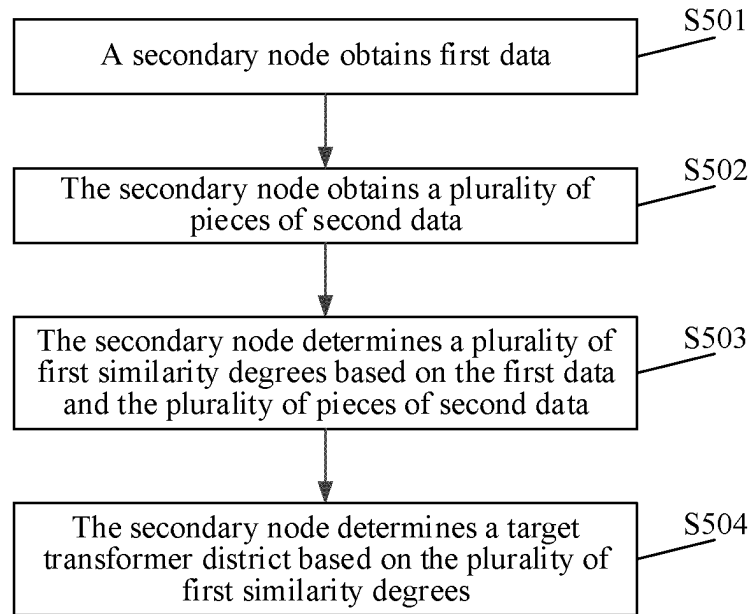 S501
A secondary node obtains first data
S502
The secondary node obtains a plurality of
pieces of second data
S503
The secondary node determines a plurality of
first similarity degrees based on the first data
and the plurality of pieces of second data
S504
The secondary node determines a target
transformer district based on the plurality of
first similarity degrees